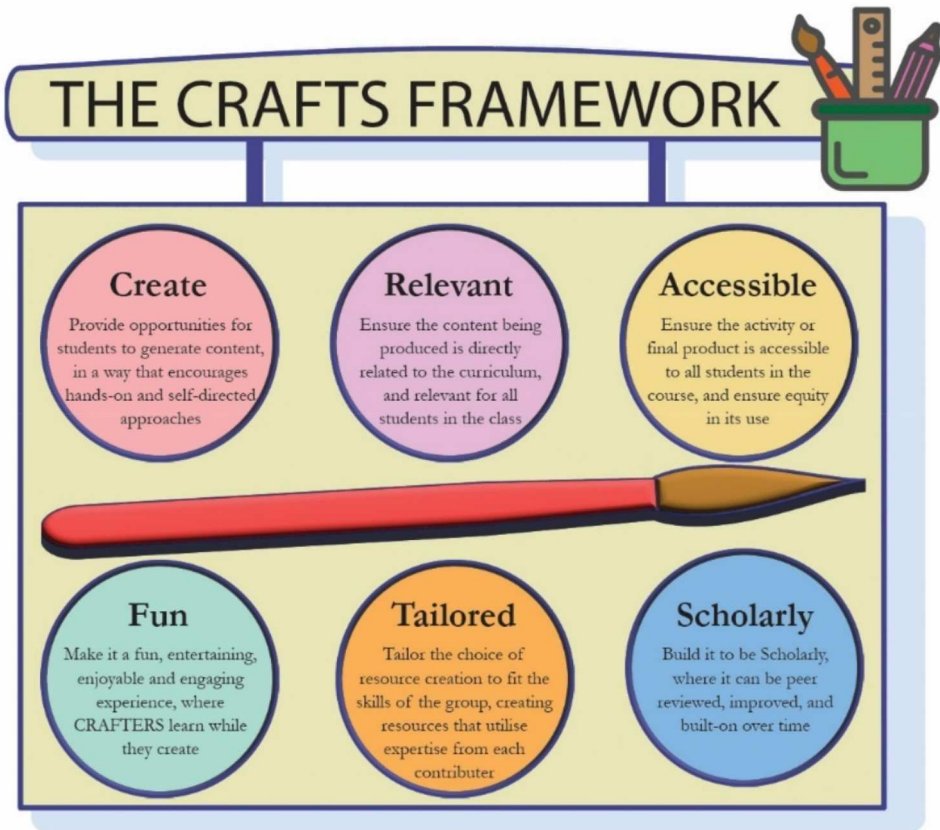 THE CRAFTS FRAMEWORK
Create
Provide opportunities for
students to generate content,
in a way that encourages
hands-on and self-directed
approaches
Relevant
Ensure the content being
produced is directly
related to the curriculum,
and relevant for all
students in the class
Accessible
Ensure the activity or
final product is accessible
to all students in the
course, and ensure equity
in its use
Fun
Make it a fun, entertaining,
enjoyable and engaging
experience, where
CRAFTERS learn while
they create
Tailored
Tailor the choice of
resource creation to fit the
skills of the group, creating
resources that utilise
expertise from each
contributer
Scholarly
Build it to be Scholarly,
where it can be peer
reviewed, improved, and
built-on over time